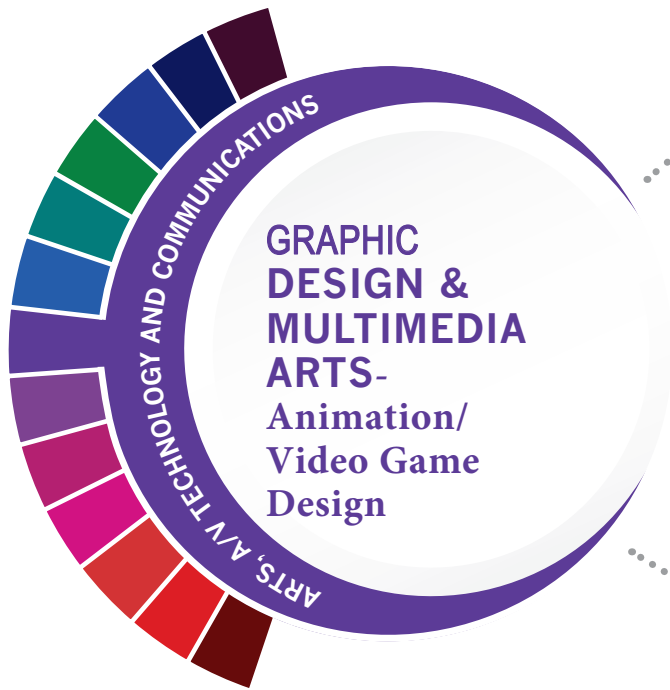 ARTS, A/V TECHNOLOGY AND COMMUNICATIONS
GRAPHIC
DESIGN &
MULTIMEDIA
ARTS-
Animation/
Video Game
Design